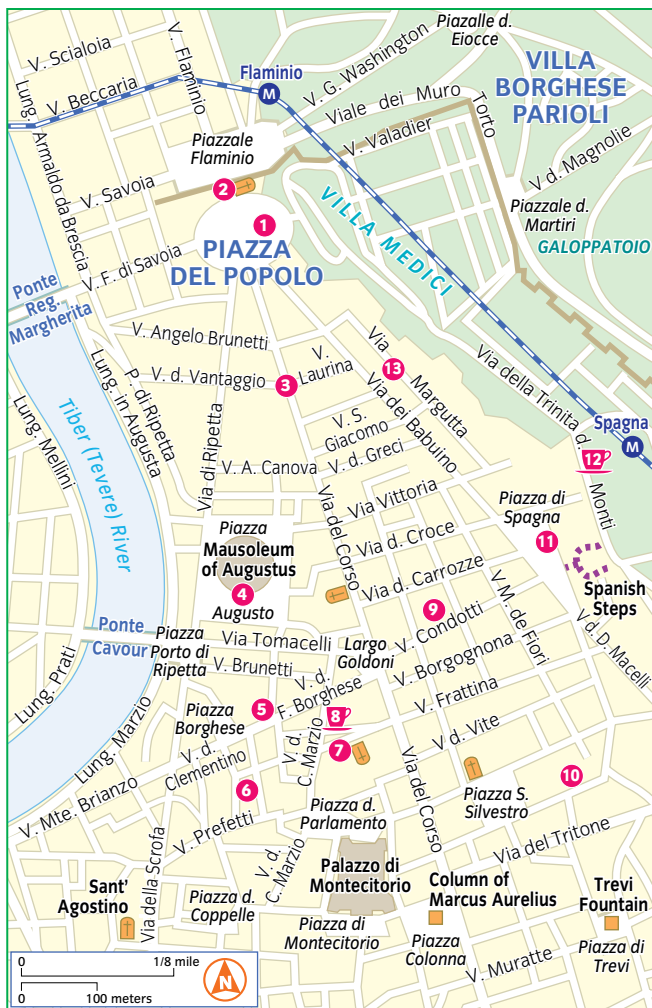 Piazalle d.
Eiocce
V. Scialoia
V. Flaminio
Flaminio
M
V. G. Washington
VILLA
BORGHESE
PARIOLI
V. Beccaria
Viale dei Muro Torto
Lung. Armaldo da Brescia
Piazzale
Flaminio
V. Valadier
V d. Magnolie
V. Savoia
2
1
VILLA MEDICI
Piazzale d.
Martiri
GALOPPATOIO
PIAZZA
DEL POPOLO
V. F. di Savoia
Ponte
Reg.
Margherita
V. Angelo Brunetti
V. d. Vantaggio
3
V.
Laurina
13
Via Margutta
Via del Babuino
Via della Trinita d. Monti
Spagna
M
Lung. in Augusta
P. di Ripetta
Via di Ripetta
Lung. Mellini
Tiber (Tevere) River
V. S.
Giacomo
V. d. Greci
V. A. Canova
12
Via Vittoria
Piazza di
Spagna
11
Piazza
Mausoleum
of Augustus
4
Augusto
Via del Corso
Via d. Croce
Via d. Carrozze
Spanish
Steps
9
V. M. de Fiori
V. Condotti
V d. D. Macelli
Ponte
Cavour
Piazza
Porto di
Ripetta
Via Tomacelli
Largo
Goldoni
V. Brunetti
V. Borgognona
V. Frattina
Lung. Prati
Lung. Marzio
V. d.
F. Borghese
5
8
Piazza
Borghese
V. d.
C. Marzio
7
V. d. Vite
V. d.
Clementino
V. Mte. Brianzo
6
Via del Corso
10
Piazza S.
Silvestro
V. Prefetti
Piazza d.
Parlamento
Via del Tritone
Via della Scrofa
V. d.
C. Marzio
Palazzo di
Montecitorio
Column of
Marcus Aurelius
Trevi
Fountain
Sant'
Agostino
Piazza d.
Coppelle
Piazza di
Montecitorio
Piazza
Colonna
Piazza di
Trevi
V. Muratte
0
1/8 mile
0
100 meters
N